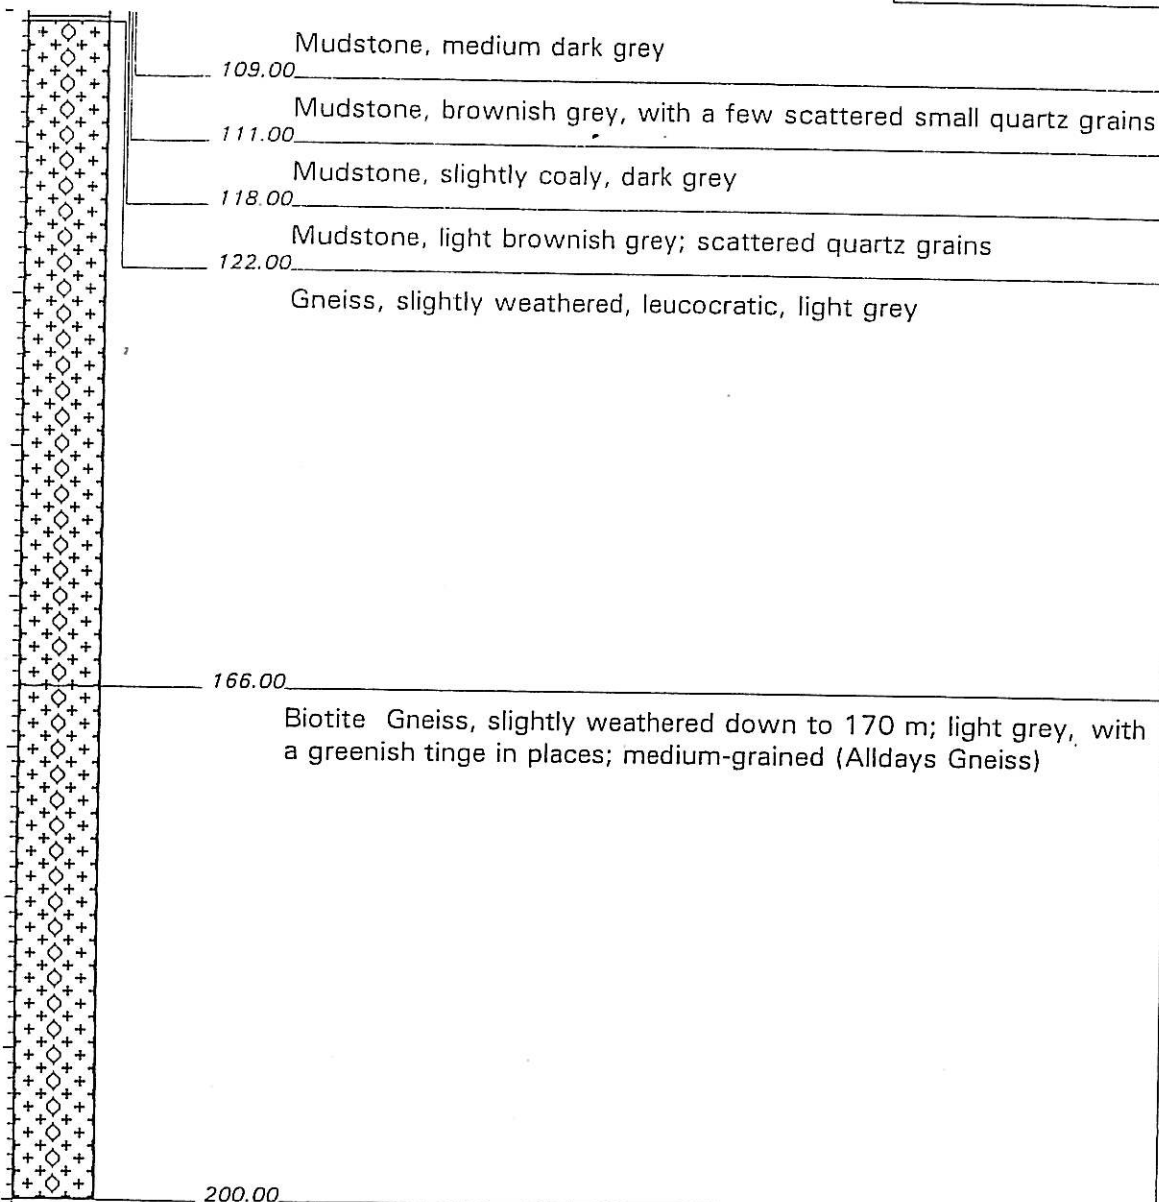 Mudstone, medium dark grey
109.00
Mudstone, brownish grey, with a few scattered small quartz grains
111.00
Mudstone, slightly coaly, dark grey
118.00
Mudstone, light brownish grey; scattered quartz grains
122.00
Gneiss, slightly weathered, leucocratic, light grey
166.00
Biotite Gneiss, slightly weathered down to 170 m; light grey, with
a greenish tinge in places; medium-grained (Alldays Gneiss)
200.00